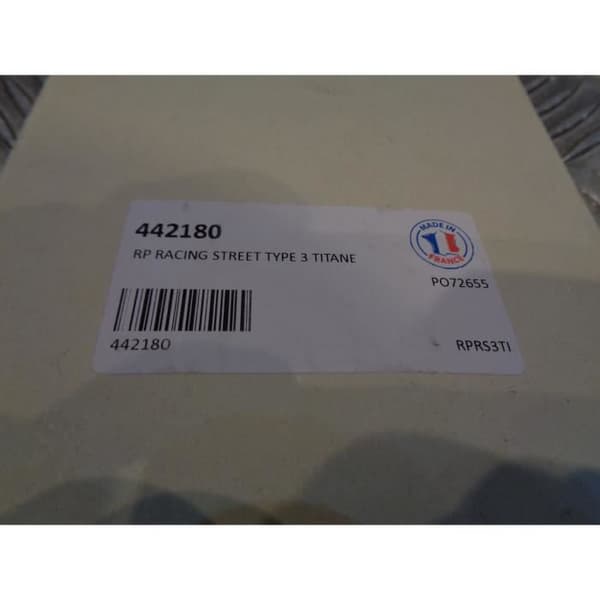 442180
RP RACING STREET TYPE 3 TITANE
MADE IN
FRANCE
PO72655
442180
RPRS3TI